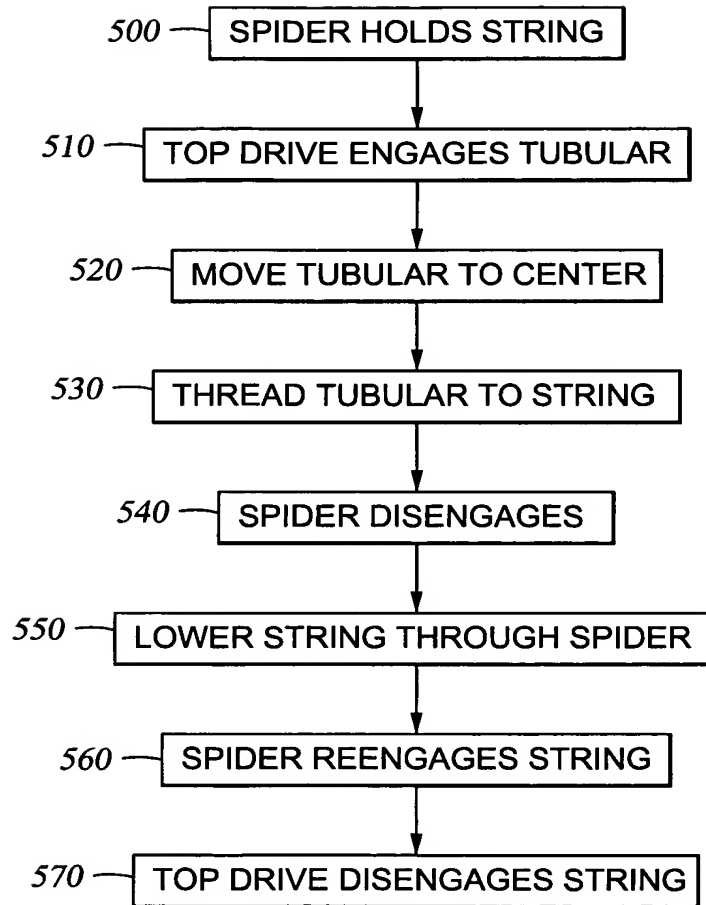 500 SPIDER HOLDS STRING
510 TOP DRIVE ENGAGES TUBULAR
520 MOVE TUBULAR TO CENTER
530 THREAD TUBULAR TO STRING
540 SPIDER DISENGAGES
550 LOWER STRING THROUGH SPIDER
560 SPIDER REENGAGES STRING
570 TOP DRIVE DISENGAGES STRING